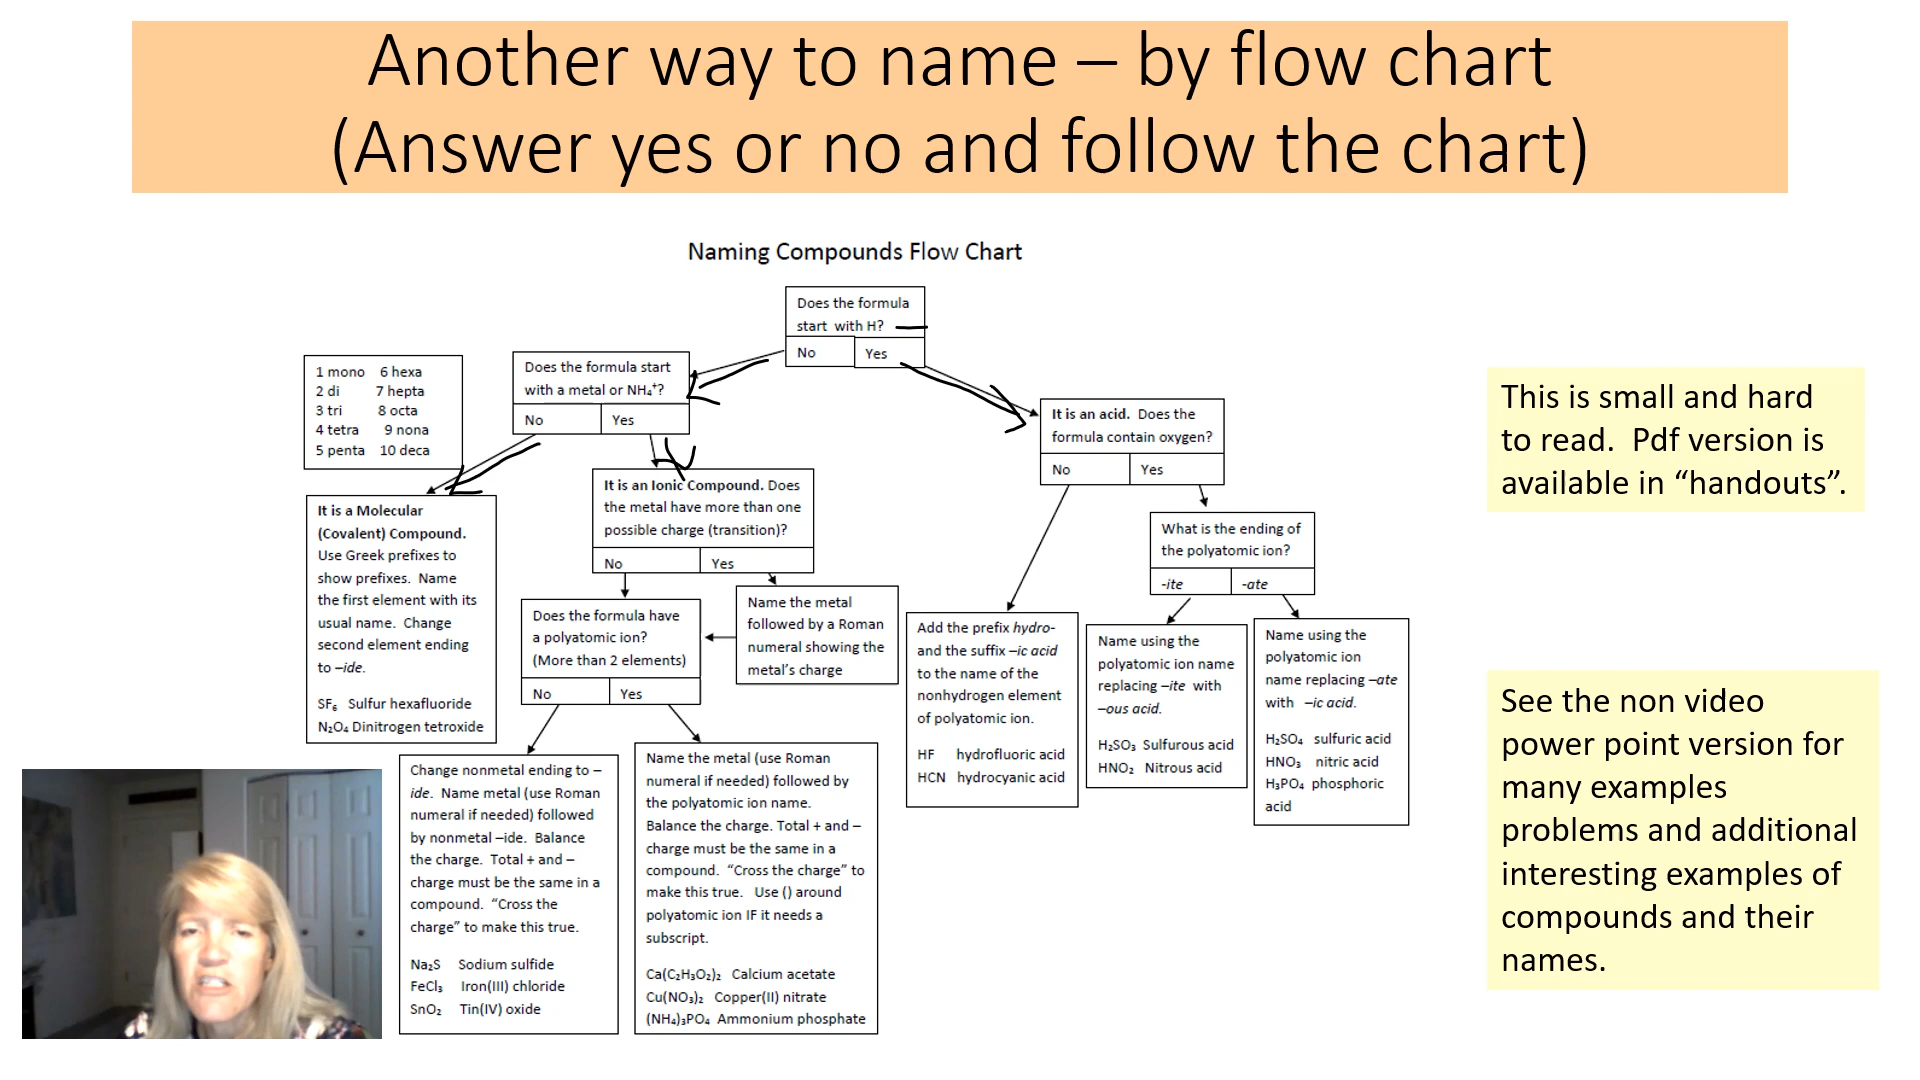 Another way to name – by flow chart
(Answer yes or no and follow the chart)
Naming Compounds Flow Chart
Does the formula
start with H?
No Yes
1 mono 6 hexa
2 di 7 hepta
3 tri 8 octa
4 tetra 9 nona
5 penta 10 deca
Does the formula start
with a metal or NH₄⁺?
No Yes
It is an acid. Does the
formula contain oxygen?
No Yes
It is a Molecular
(Covalent) Compound.
Use Greek prefixes to
show prefixes. Name
the first element with its
usual name. Change
second element ending
to –ide.
SF₆ Sulfur hexafluoride
N₂O₄ Dinitrogen tetroxide
It is an Ionic Compound. Does
the metal have more than one
possible charge (transition)?
No Yes
Does the formula have
a polyatomic ion?
(More than 2 elements)
No Yes
Name the metal
followed by a Roman
numeral showing the
metal's charge
What is the ending of
the polyatomic ion?
-ite -ate
Add the prefix hydro-
and the suffix –ic acid
to the name of the
nonhydrogen element
of polyatomic ion.
HF hydrofluoric acid
HCN hydrocyanic acid
Name using the
polyatomic ion name
replacing –ite with
–ous acid.
H₂SO₃ Sulfurous acid
HNO₂ Nitrous acid
Name using the
polyatomic ion
name replacing –ate
with –ic acid.
H₂SO₄ sulfuric acid
HNO₃ nitric acid
H₃PO₄ phosphoric
acid
Change nonmetal ending to –
ide. Name metal (use Roman
numeral if needed) followed
by nonmetal –ide. Balance
the charge. Total + and –
charge must be the same in a
compound. “Cross the
charge” to make this true.
Na₂S Sodium sulfide
FeCl₃ Iron(III) chloride
SnO₂ Tin(IV) oxide
Name the metal (use Roman
numeral if needed) followed by
the polyatomic ion name.
Balance the charge. Total + and –
charge must be the same in a
compound. “Cross the charge” to
make this true. Use () around
polyatomic ion IF it needs a
subscript.
Ca(C₂H₃O₂)₂ Calcium acetate
Cu(NO₃)₂ Copper(II) nitrate
(NH₄)₃PO₄ Ammonium phosphate
This is small and hard
to read. Pdf version is
available in “handouts”.
See the non video
power point version for
many examples
problems and additional
interesting examples of
compounds and their
names.